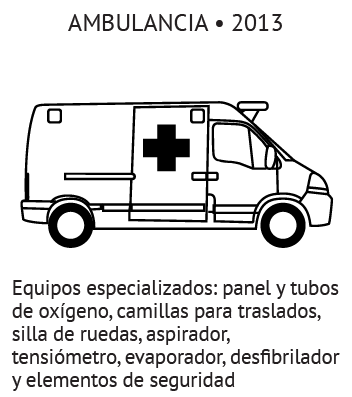 AMBULANCIA • 2013
Equipos especializados: panel y tubos
de oxígeno, camillas para traslados,
silla de ruedas, aspirador,
tensiómetro, evaporador, desfibrilador
y elementos de seguridad